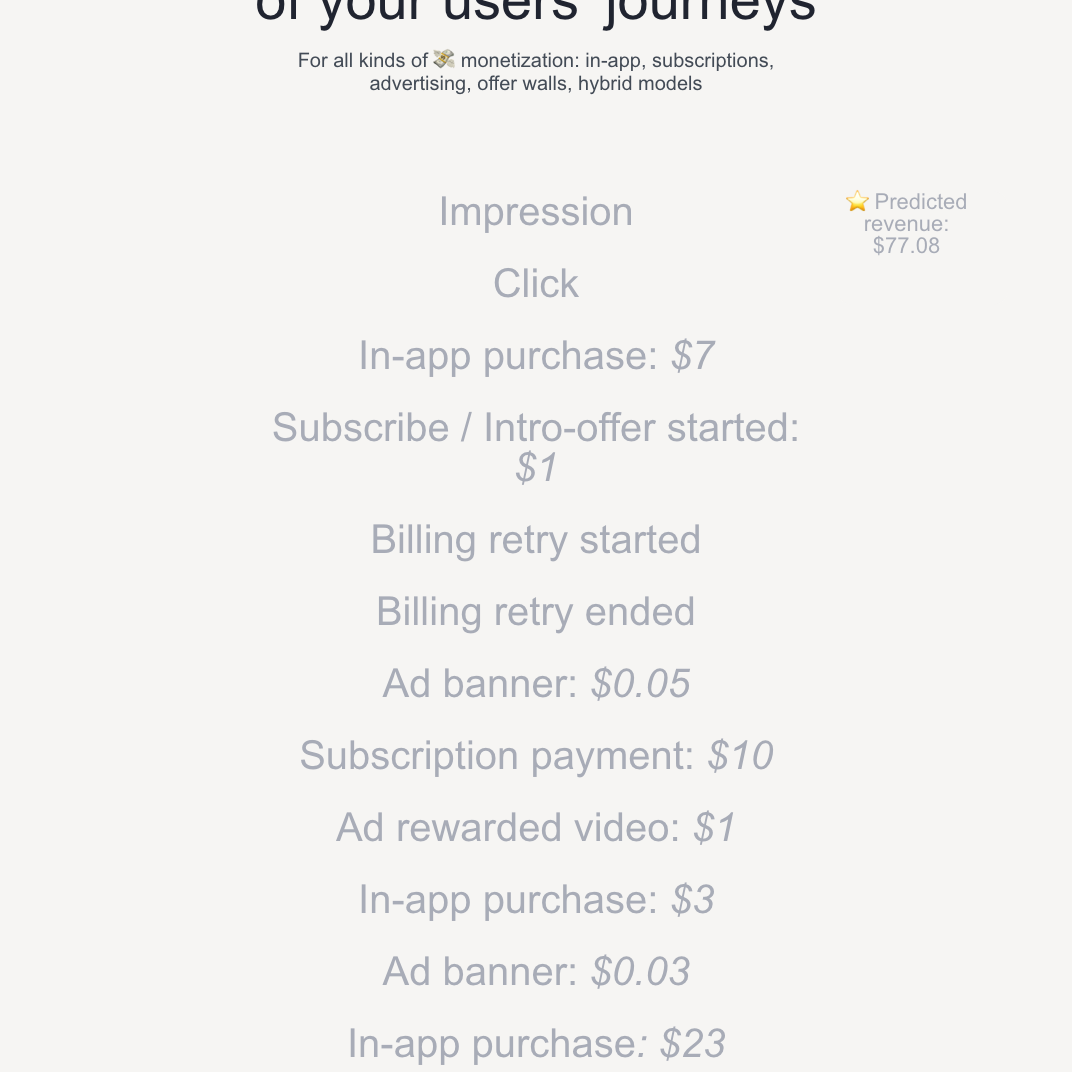 of your users' journeys
For all kinds of 💸 monetization: in-app, subscriptions,
advertising, offer walls, hybrid models
Impression
⭐ Predicted
revenue:
$77.08
Click
In-app purchase: $7
Subscribe / Intro-offer started:
$1
Billing retry started
Billing retry ended
Ad banner: $0.05
Subscription payment: $10
Ad rewarded video: $1
In-app purchase: $3
Ad banner: $0.03
In-app purchase: $23